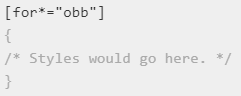 [for*="obb"]
{
/* Styles would go here. */
}